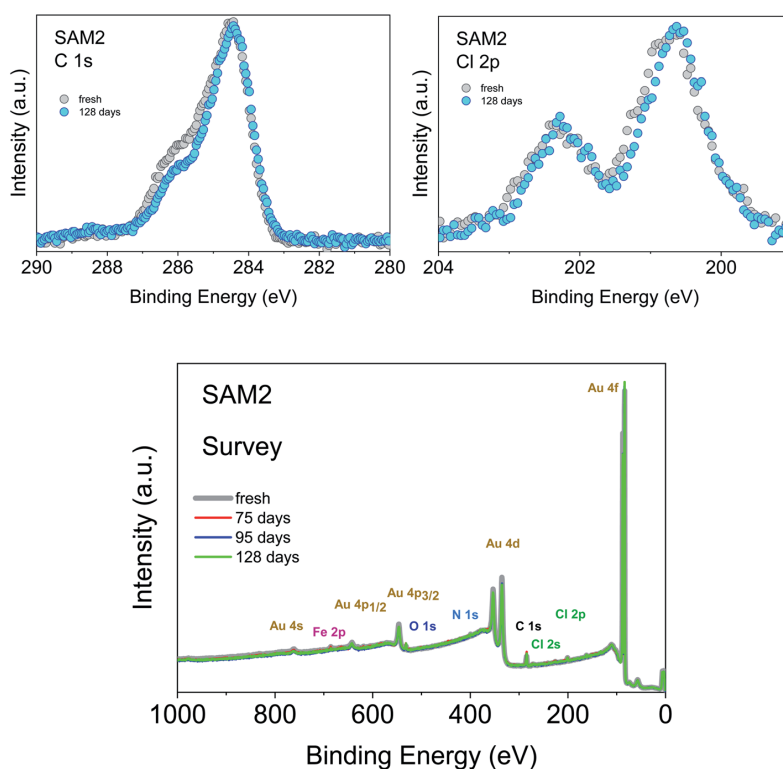 SAM2
C 1s
fresh
128 days
Intensity (a.u.)
290 288 286 284 282 280
Binding Energy (eV)
SAM2
Cl 2p
fresh
128 days
Intensity (a.u.)
204 202 200
Binding Energy (eV)
SAM2
Survey
fresh
75 days
95 days
128 days
Au 4s
Fe 2p
Au 4p1/2
Au 4p3/2
O 1s
N 1s
Au 4d
C 1s
Cl 2s
Cl 2p
Au 4f
Intensity (a.u.)
1000 800 600 400 200 0
Binding Energy (eV)